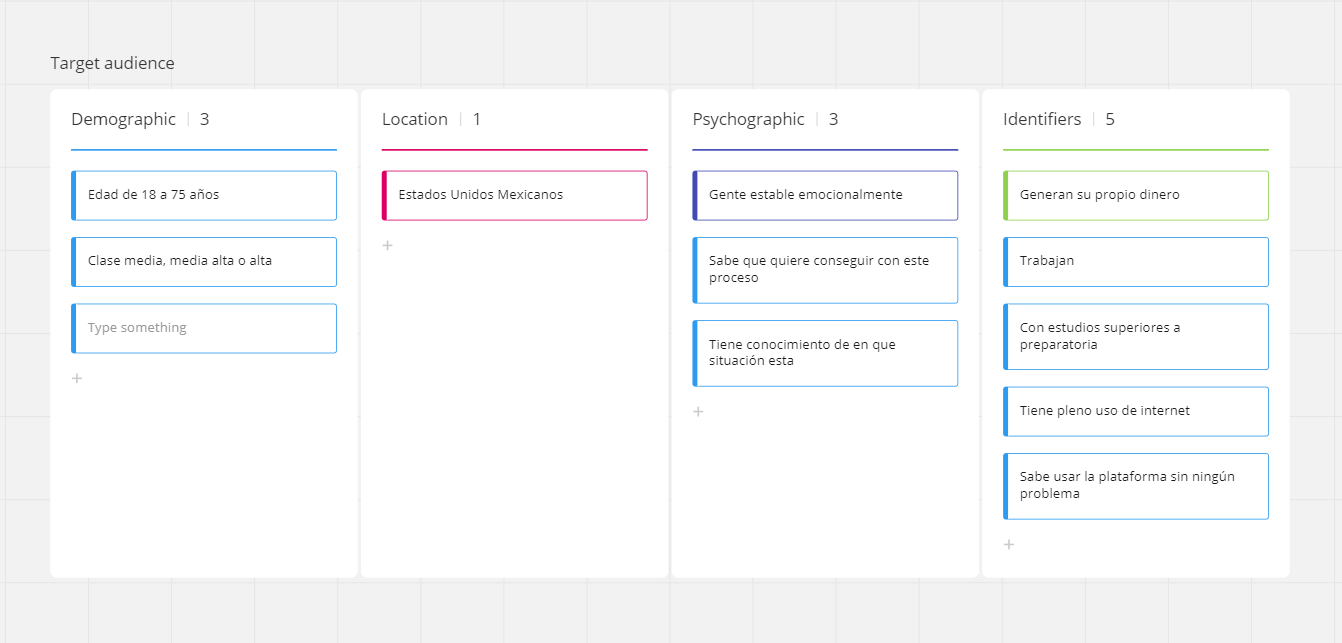 Target audience
Demographic | 3
Edad de 18 a 75 años
Clase media, media alta o alta
Type something
+
Location | 1
Estados Unidos Mexicanos
+
Psychographic | 3
Gente estable emocionalmente
Sabe que quiere conseguir con este
proceso
Tiene conocimiento de en que
situación esta
+
Identifiers | 5
Generan su propio dinero
Trabajan
Con estudios superiores a
preparatoria
Tiene pleno uso de internet
Sabe usar la plataforma sin ningún
problema
+